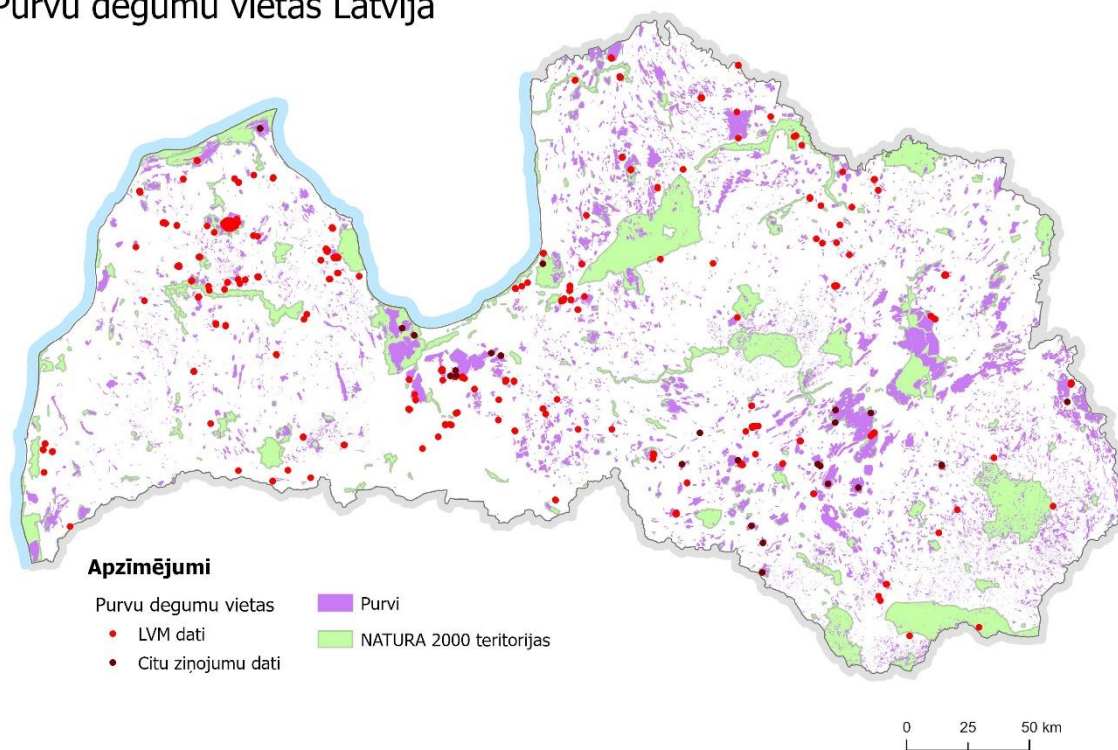 Purvu degumu vietas Latvijā
Apzīmējumi
Purvu degumu vietas
LVM dati
Citu ziņojumu dati
Purvi
NATURA 2000 teritorijas
0 25 50 km